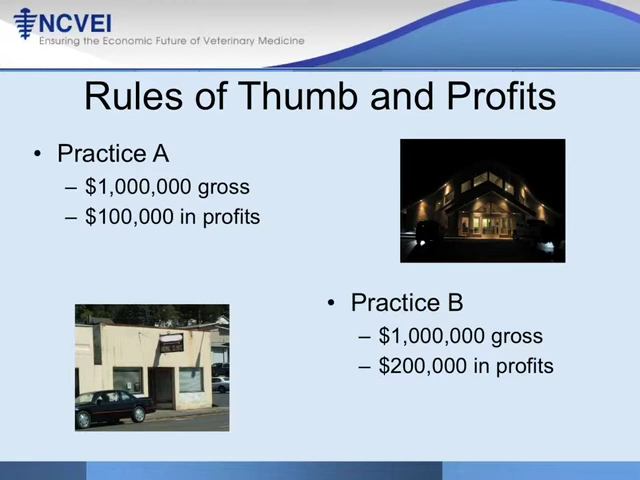 NCVEI
Ensuring the Economic Future of Veterinary Medicine
Rules of Thumb and Profits
• Practice A
– $1,000,000 gross
– $100,000 in profits
• Practice B
– $1,000,000 gross
– $200,000 in profits